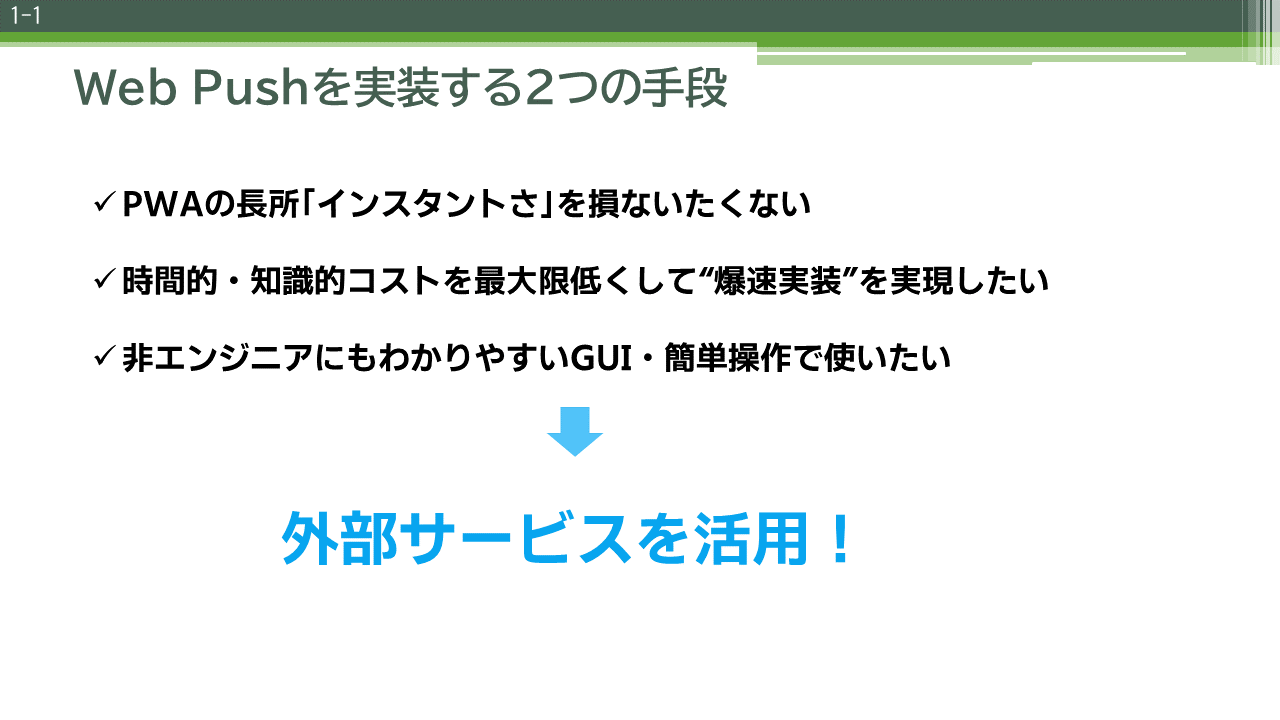 1-1
Web Pushを実装する2つの手段
✓PWAの長所｢インスタントさ｣を損ないたくない
✓時間的・知識的コストを最大限低くして“爆速実装”を実現したい
✓非エンジニアにもわかりやすいGUI・簡単操作で使いたい
外部サービスを活用！